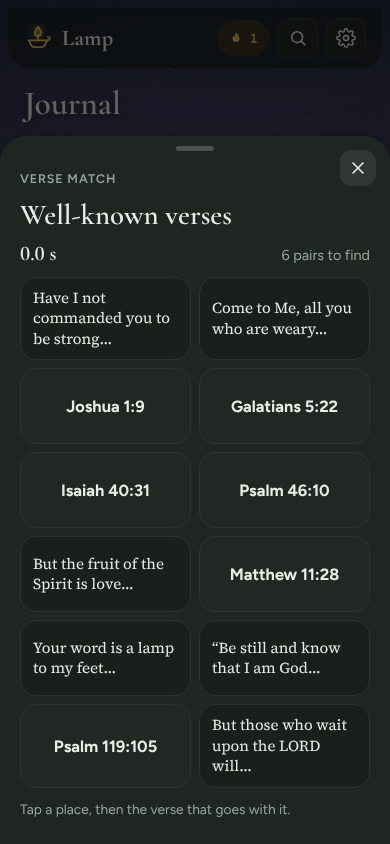 Lamp
1
Journal
VERSE MATCH
Well-known verses
0.0 s
6 pairs to find
Have I not
commanded you to
be strong...
Come to Me, all you
who are weary...
Joshua 1:9
Galatians 5:22
Isaiah 40:31
Psalm 46:10
But the fruit of the
Spirit is love...
Matthew 11:28
Your word is a lamp
to my feet...
“Be still and know
that I am God...
Psalm 119:105
But those who wait
upon the LORD
will...
Tap a place, then the verse that goes with it.